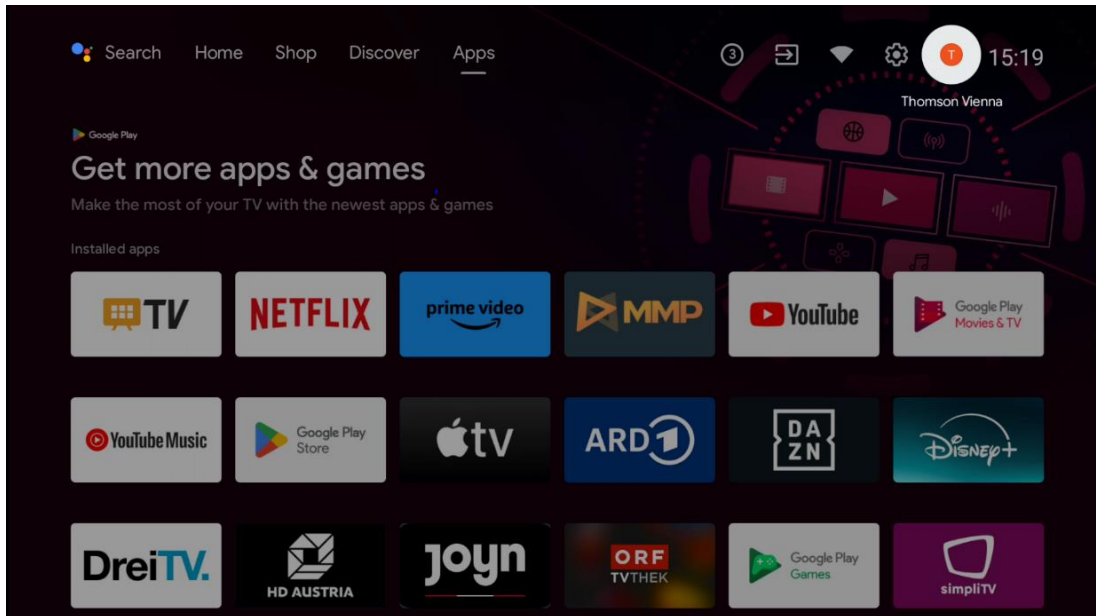 Search Home Shop Discover Apps 3 T 15:19
Thomson Vienna
Google Play
Get more apps & games
Make the most of your TV with the newest apps & games
Installed apps
TV NETFLIX prime video MMP YouTube Google Play
Movies & TV
YouTube Music Google Play
Store tv ARD 1 DA
ZN Disney+
DreiTV. HD AUSTRIA JOYN ORF
TVTHEK Google Play
Games simpliTV